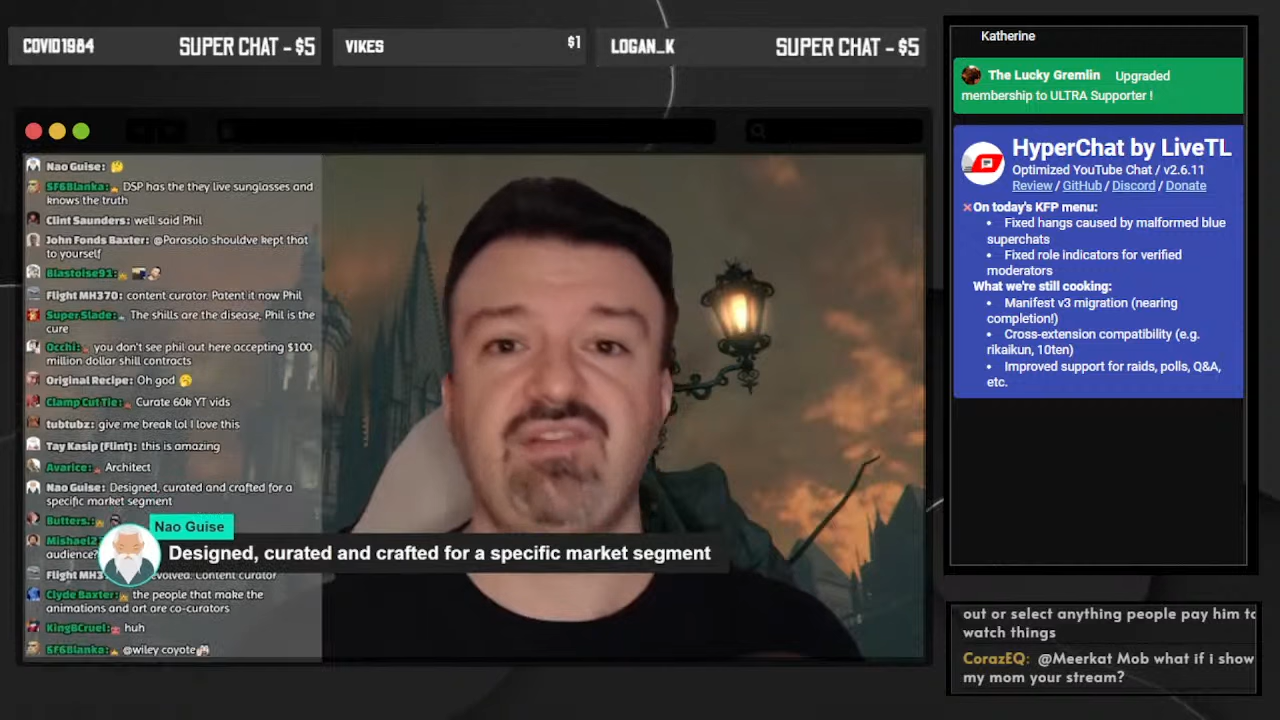 COVID1984
SUPER CHAT - $5
VIKES
$1
LOGAN_K
SUPER CHAT - $5
Nao Guise: 🤔
SF6Blanka: DSP has the they live sunglasses and
knows the truth
Clint Saunders: well said Phil
John Fonds Baxter: @Parasolo shouldve kept that
to yourself
Blastoise91:
Flight MH370: content curator. Patent it now Phil
Super Slade: The shills are the disease, Phil is the
cure
Occhi: you don't see phil out here accepting $100
million dollar shill contracts
Original Recipe: Oh god
Clamp Cut Tie: Curate 60k YT vids
tubtubz: give me break lol I love this
Tay Kasip (Flint): this is amazing
Avarice: Architect
Nao Guise: Designed, curated and crafted for a
specific market segment
Butters.:
Nao Guise
Designed, curated and crafted for a specific market segment
audience?
evolved. Content curator
Clyde Baxter: the people that make the
animations and art are co-curators
KingBCruel: huh
SF6Blanka: @wiley coyote
Katherine
The Lucky Gremlin Upgraded
membership to ULTRA Supporter !
HyperChat by LiveTL
Optimized YouTube Chat / v2.6.11
Review / GitHub / Discord / Donate
❌On today's KFP menu:
• Fixed hangs caused by malformed blue
superchats
• Fixed role indicators for verified
moderators
What we're still cooking:
• Manifest v3 migration (nearing
completion!)
• Cross-extension compatibility (e.g.
rikaikun, 10ten)
• Improved support for raids, polls, Q&A,
etc.
out or select anything people pay him to
watch things
CorazEQ: @Meerkat Mob what if i show
my mom your stream?